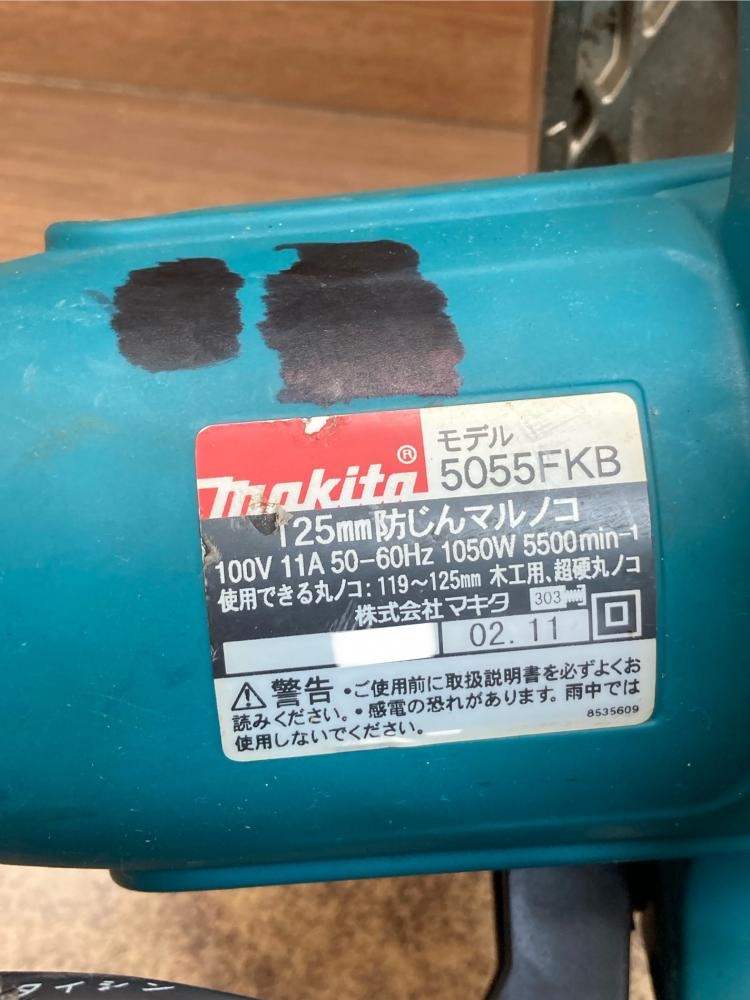 makita®
モデル
5055FKB
125mm防じんマルノコ
100V 11A 50-60Hz 1050W 5500min-1
使用できる丸ノコ:119～125mm 木工用、超硬丸ノコ
株式会社マキタ 303
02.11
警告 •ご使用前に取扱説明書を必ずよくお
読みください。•感電の恐れがあります。雨中では
使用しないでください。
8535609